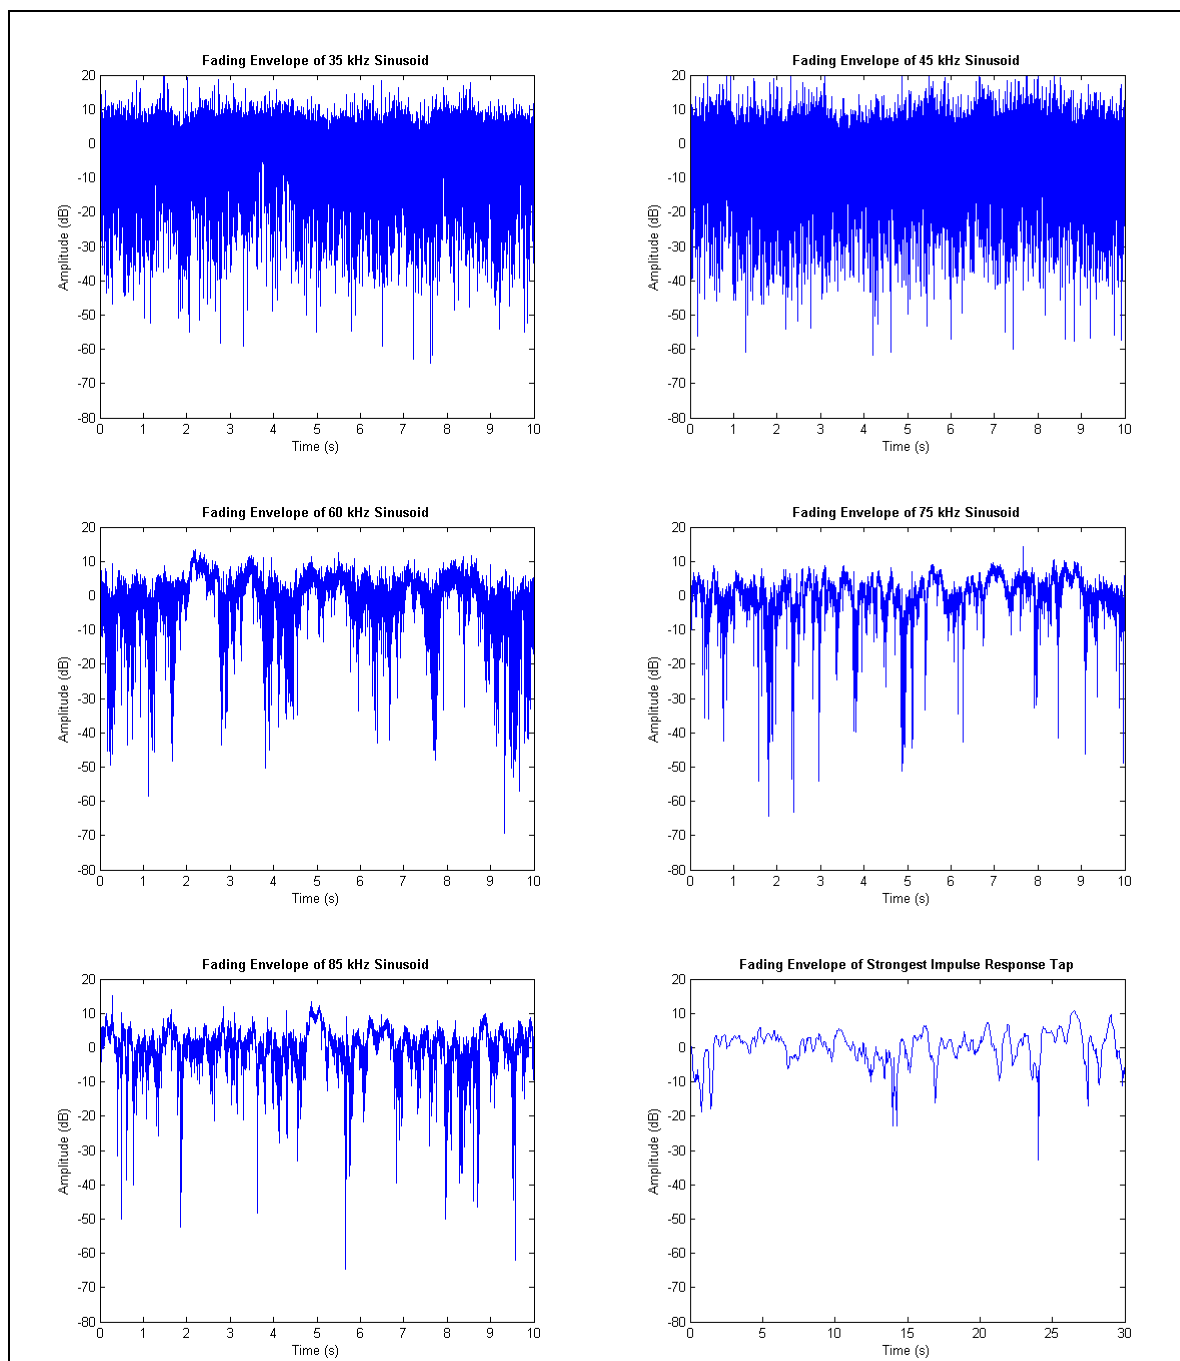 Fading Envelope of 35 kHz Sinusoid
20
10
0
-10
-20
-30
-40
-50
-60
-70
-80
Amplitude (dB)
0 1 2 3 4 5 6 7 8 9 10
Time (s)
Fading Envelope of 45 kHz Sinusoid
20
10
0
-10
-20
-30
-40
-50
-60
-70
-80
Amplitude (dB)
0 1 2 3 4 5 6 7 8 9 10
Time (s)
Fading Envelope of 60 kHz Sinusoid
20
10
0
-10
-20
-30
-40
-50
-60
-70
-80
Amplitude (dB)
0 1 2 3 4 5 6 7 8 9 10
Time (s)
Fading Envelope of 75 kHz Sinusoid
20
10
0
-10
-20
-30
-40
-50
-60
-70
-80
Amplitude (dB)
0 1 2 3 4 5 6 7 8 9 10
Time (s)
Fading Envelope of 85 kHz Sinusoid
20
10
0
-10
-20
-30
-40
-50
-60
-70
-80
Amplitude (dB)
0 1 2 3 4 5 6 7 8 9 10
Time (s)
Fading Envelope of Strongest Impulse Response Tap
20
10
0
-10
-20
-30
-40
-50
-60
-70
-80
Amplitude (dB)
0 5 10 15 20 25 30
Time (s)